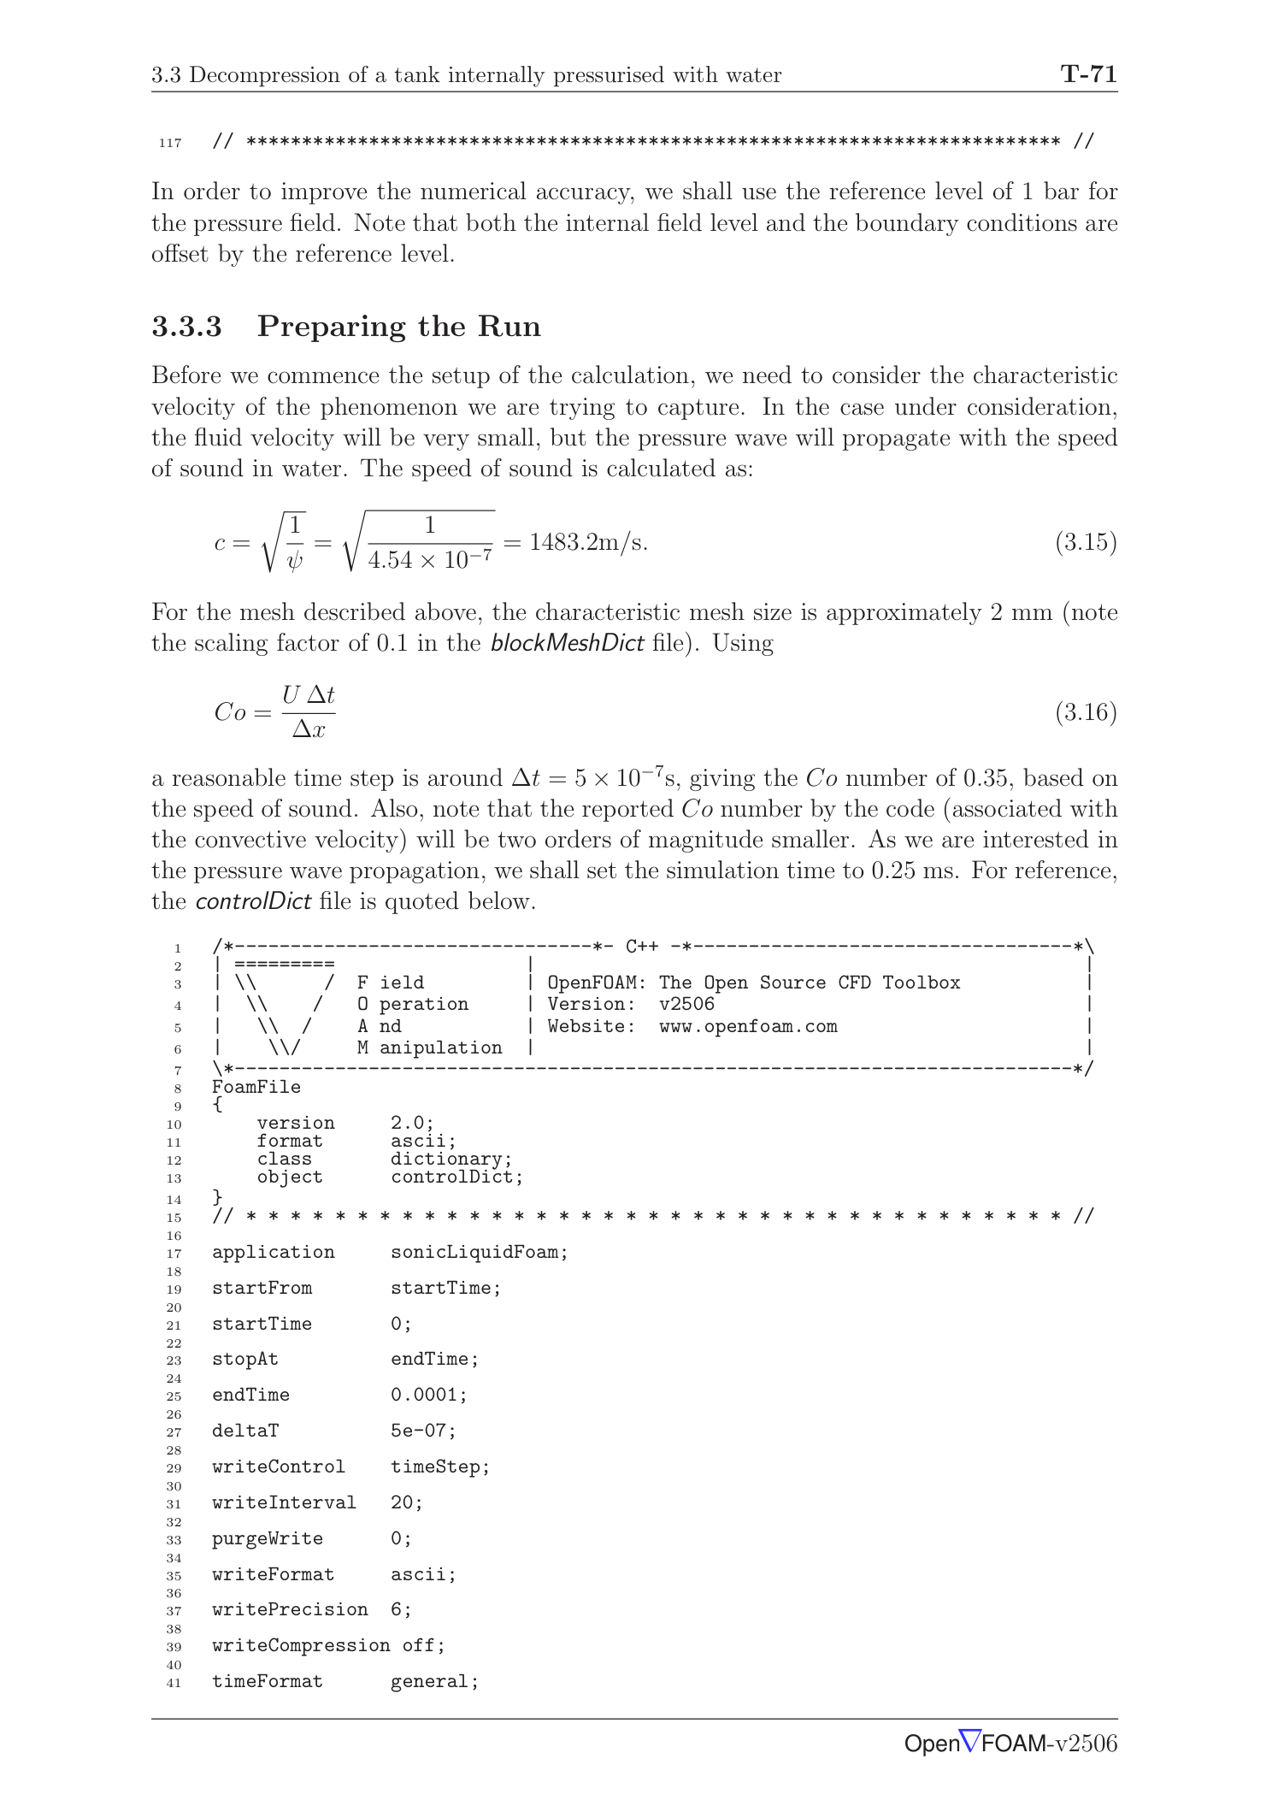 3.3 Decompression of a tank internally pressurised with water T-71
117 // ************************************************************************* //
In order to improve the numerical accuracy, we shall use the reference level of 1 bar for
the pressure field. Note that both the internal field level and the boundary conditions are
offset by the reference level.
3.3.3 Preparing the Run
Before we commence the setup of the calculation, we need to consider the characteristic
velocity of the phenomenon we are trying to capture. In the case under consideration,
the fluid velocity will be very small, but the pressure wave will propagate with the speed
of sound in water. The speed of sound is calculated as:
c = √(1/ψ) = √(1/(4.54 × 10⁻⁷)) = 1483.2m/s. (3.15)
For the mesh described above, the characteristic mesh size is approximately 2 mm (note
the scaling factor of 0.1 in the blockMeshDict file). Using
Co = U Δt / Δx (3.16)
a reasonable time step is around Δt = 5 × 10⁻⁷s, giving the Co number of 0.35, based on
the speed of sound. Also, note that the reported Co number by the code (associated with
the convective velocity) will be two orders of magnitude smaller. As we are interested in
the pressure wave propagation, we shall set the simulation time to 0.25 ms. For reference,
the controlDict file is quoted below.
1 /*--------------------------------*- C++ -*----------------------------------*\
2 | =========                 |                                                 |
3 | \\      /  F ield         | OpenFOAM: The Open Source CFD Toolbox           |
4 |  \\    /   O peration     | Version:  v2506                                 |
5 |   \\  /    A nd           | Website:  www.openfoam.com                      |
6 |    \\/     M anipulation  |                                                 |
7 \*---------------------------------------------------------------------------*/
8 FoamFile
9 {
10     version     2.0;
11     format      ascii;
12     class       dictionary;
13     object      controlDict;
14 }
15 // * * * * * * * * * * * * * * * * * * * * * * * * * * * * * * * * * * * * * //
16
17 application     sonicLiquidFoam;
18
19 startFrom       startTime;
20
21 startTime       0;
22
23 stopAt          endTime;
24
25 endTime         0.0001;
26
27 deltaT          5e-07;
28
29 writeControl    timeStep;
30
31 writeInterval   20;
32
33 purgeWrite      0;
34
35 writeFormat     ascii;
36
37 writePrecision  6;
38
39 writeCompression off;
40
41 timeFormat      general;
Open∇FOAM-v2506